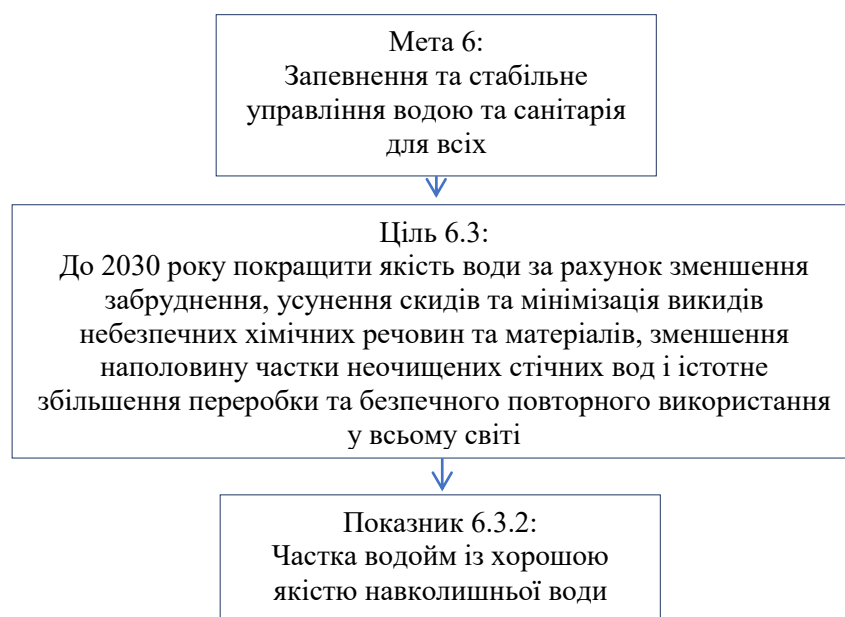 Мета 6:
Запевнення та стабільне
управління водою та санітарія
для всіх
Ціль 6.3:
До 2030 року покращити якість води за рахунок зменшення
забруднення, усунення скидів та мінімізація викидів
небезпечних хімічних речовин та матеріалів, зменшення
наполовину частки неочищених стічних вод і істотне
збільшення переробки та безпечного повторного використання
у всьому світі
Показник 6.3.2:
Частка водойм із хорошою
якістю навколишньої води